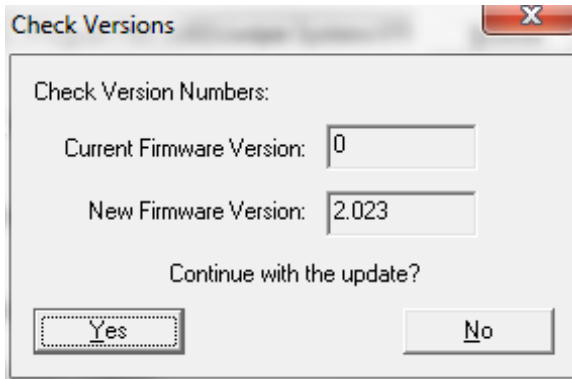 Check Versions
Check Version Numbers:
Current Firmware Version: 0
New Firmware Version: 2.023
Continue with the update?
Yes No